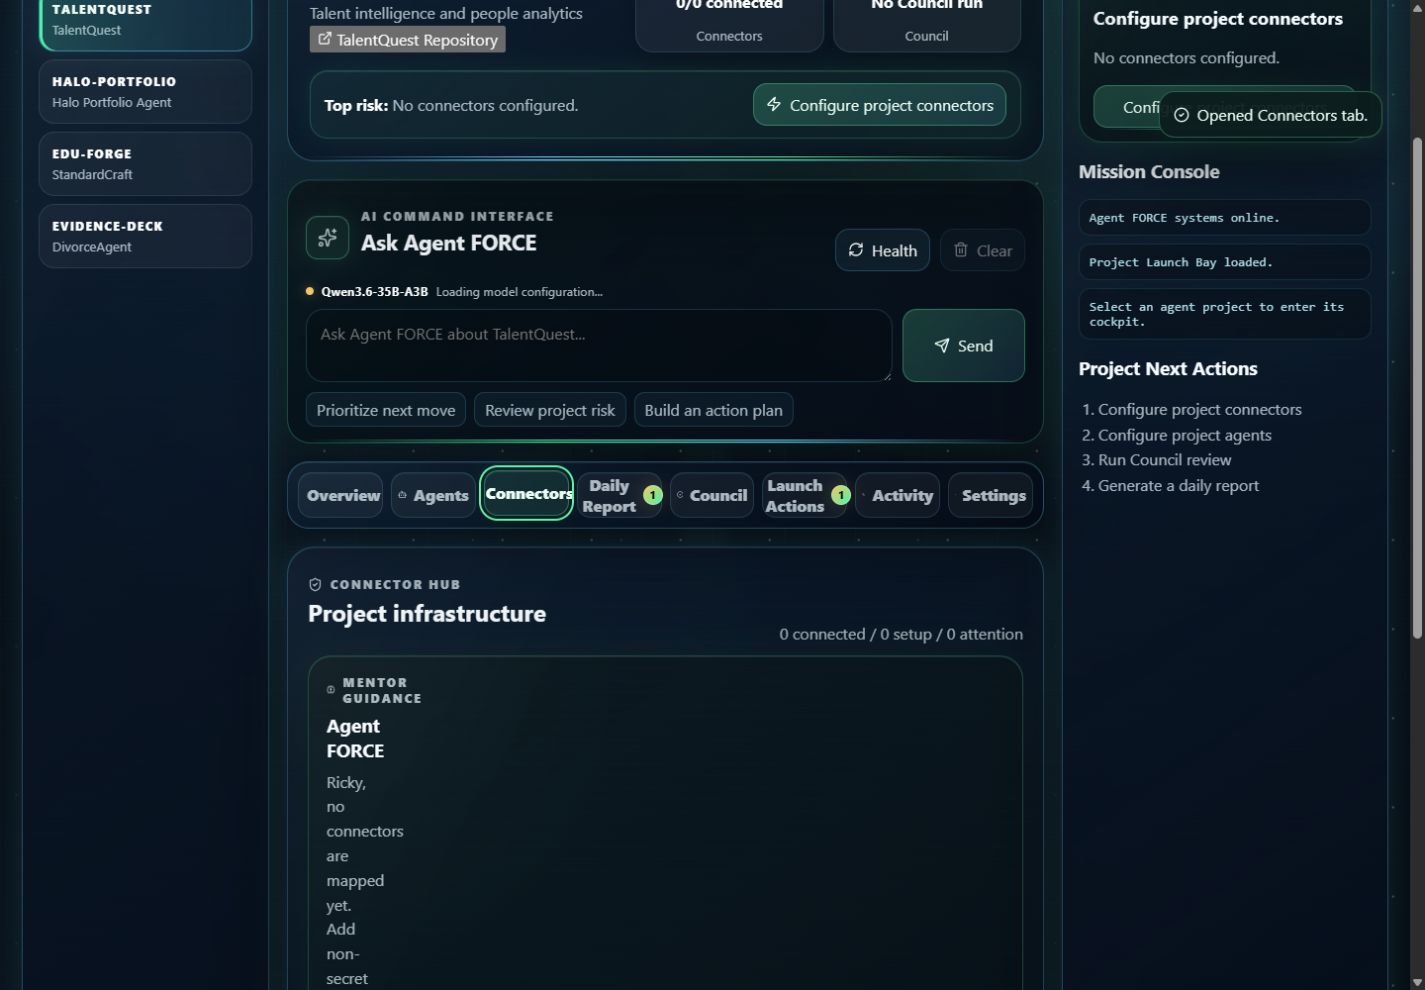 TALENTQUEST
TalentQuest
HALO-PORTFOLIO
Halo Portfolio Agent
EDU-FORGE
StandardCraft
EVIDENCE-DECK
DivorceAgent
Talent intelligence and people analytics
TalentQuest Repository
0/0 connected
Connectors
No Council run
Council
Top risk: No connectors configured.
Configure project connectors
AI COMMAND INTERFACE
Ask Agent FORCE
Health
Clear
Qwen3.6-35B-A3B Loading model configuration...
Ask Agent FORCE about TalentQuest...
Send
Prioritize next move
Review project risk
Build an action plan
Overview
Agents
Connectors
Daily
Report
1
Council
Launch
Actions
1
Activity
Settings
CONNECTOR HUB
Project infrastructure
0 connected / 0 setup / 0 attention
MENTOR
GUIDANCE
Agent
FORCE
Ricky,
no
connectors
are
mapped
yet.
Add
non-
secret
Configure project connectors
No connectors configured.
Confi
Opened Connectors tab.
Mission Console
Agent FORCE systems online.
Project Launch Bay loaded.
Select an agent project to enter its
cockpit.
Project Next Actions
1. Configure project connectors
2. Configure project agents
3. Run Council review
4. Generate a daily report